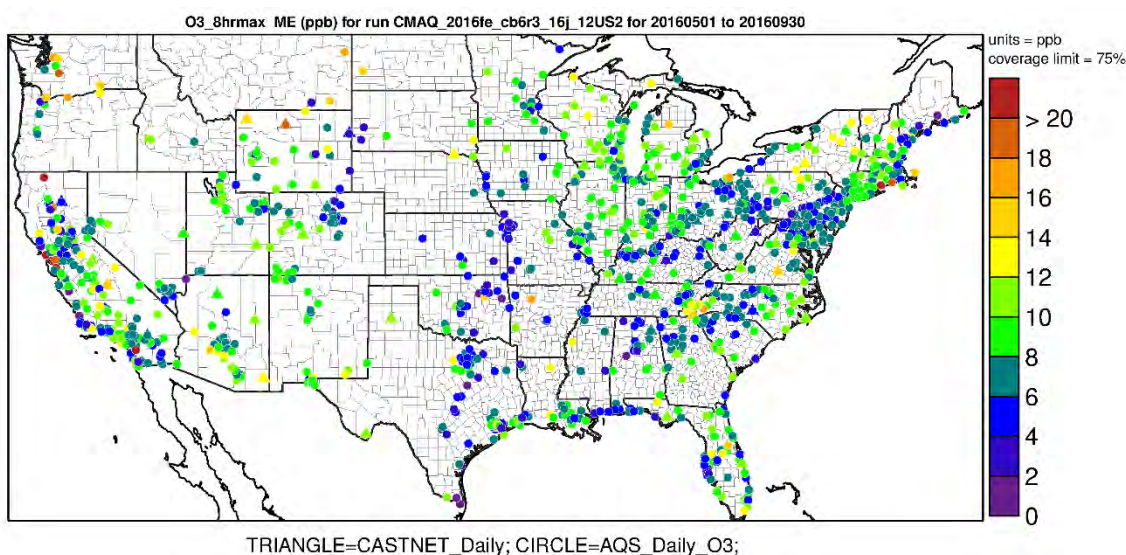 O3_8hrmax ME (ppb) for run CMAQ_2016fe_cb6r3_16j_12US2 for 20160501 to 20160930
units = ppb
coverage limit = 75%
> 20
18
16
14
12
10
8
6
4
2
0
TRIANGLE=CASTNET_Daily; CIRCLE=AQS_Daily_O3;